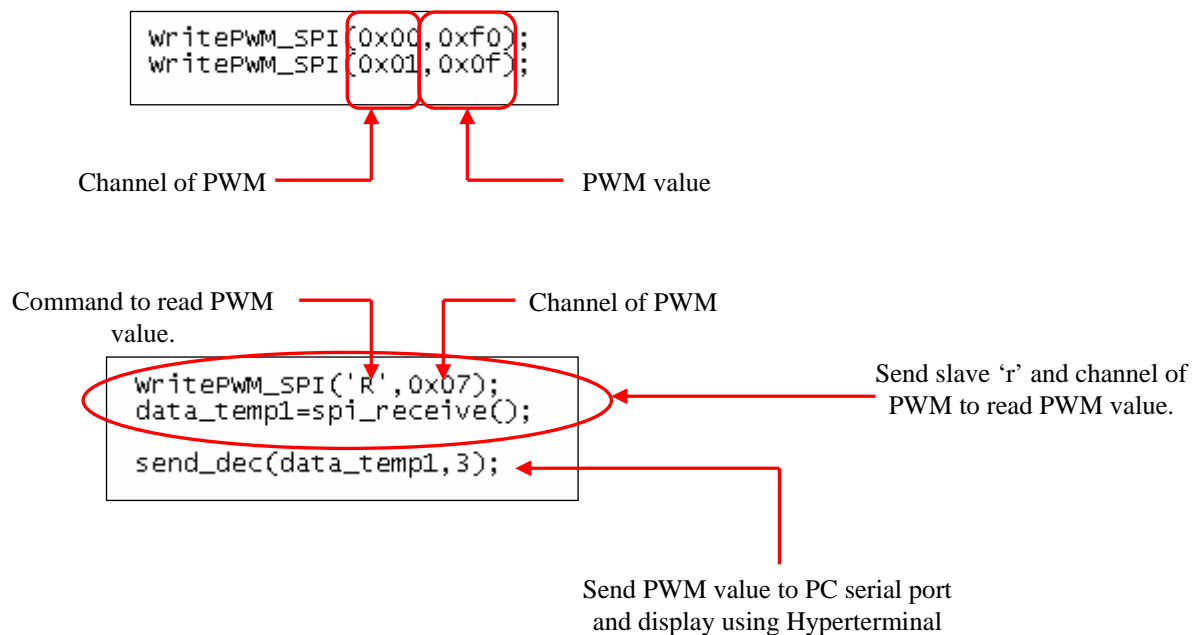 WritePWM_SPI(0x00,0xf0);
WritePWM_SPI(0x01,0x0f);
Channel of PWM
PWM value
Command to read PWM
value.
Channel of PWM
WritePWM_SPI('R',0x07);
data_temp1=spi_receive();
send_dec(data_temp1,3);
Send slave ‘r’ and channel of
PWM to read PWM value.
Send PWM value to PC serial port
and display using Hyperterminal